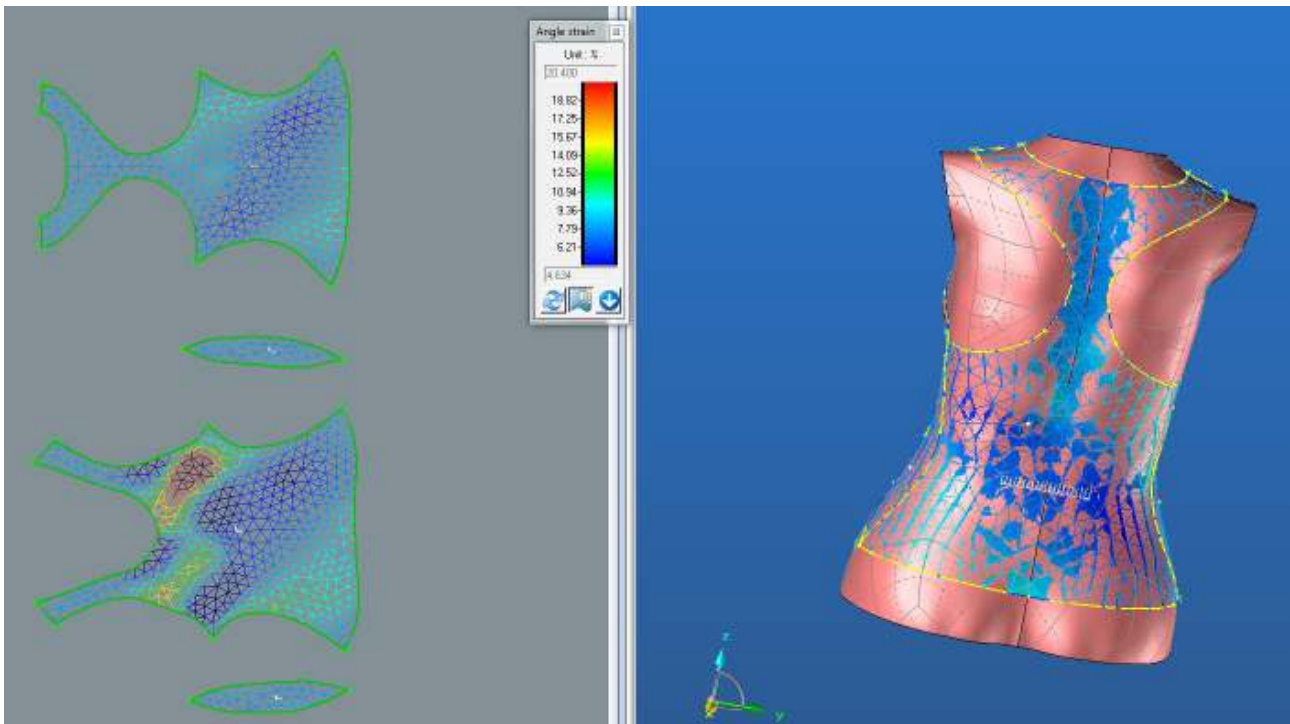 Angle strain
Unit: %
20.400
18.82
17.25
15.67
14.09
12.52
10.94
9.36
7.79
6.21
4.634
z
y